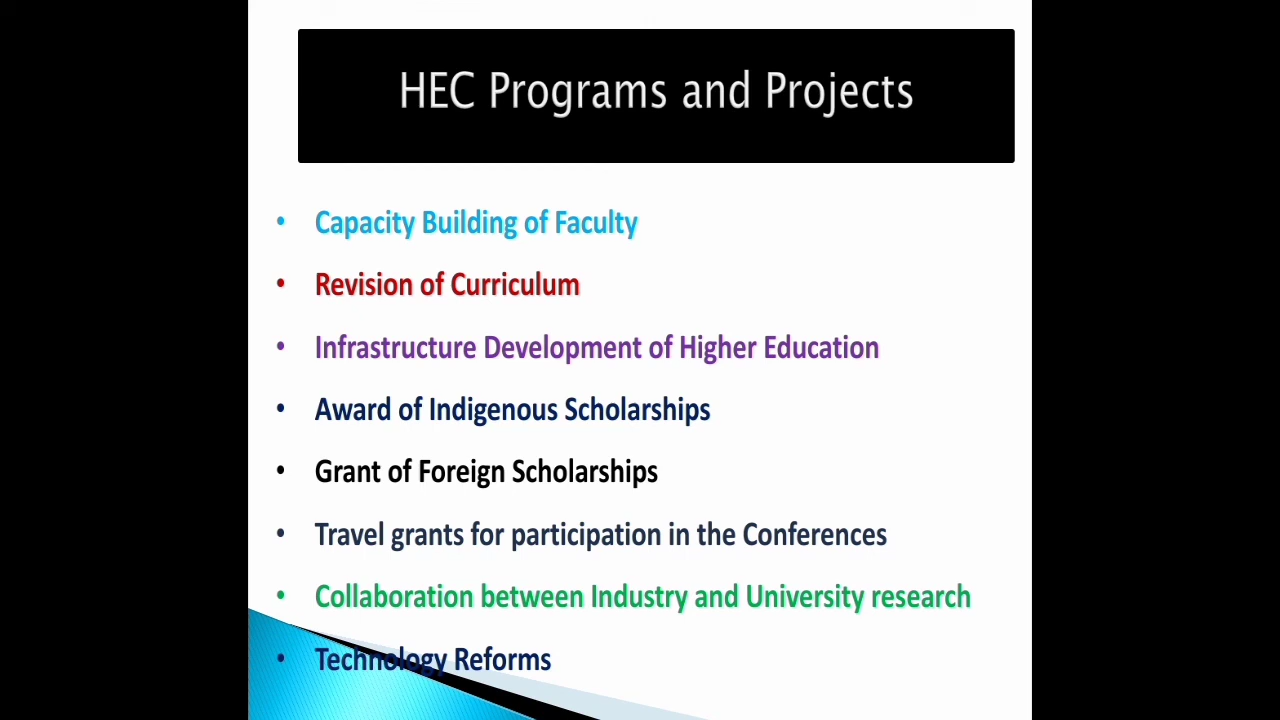 HEC Programs and Projects
• Capacity Building of Faculty
• Revision of Curriculum
• Infrastructure Development of Higher Education
• Award of Indigenous Scholarships
• Grant of Foreign Scholarships
• Travel grants for participation in the Conferences
• Collaboration between Industry and University research
• Technology Reforms